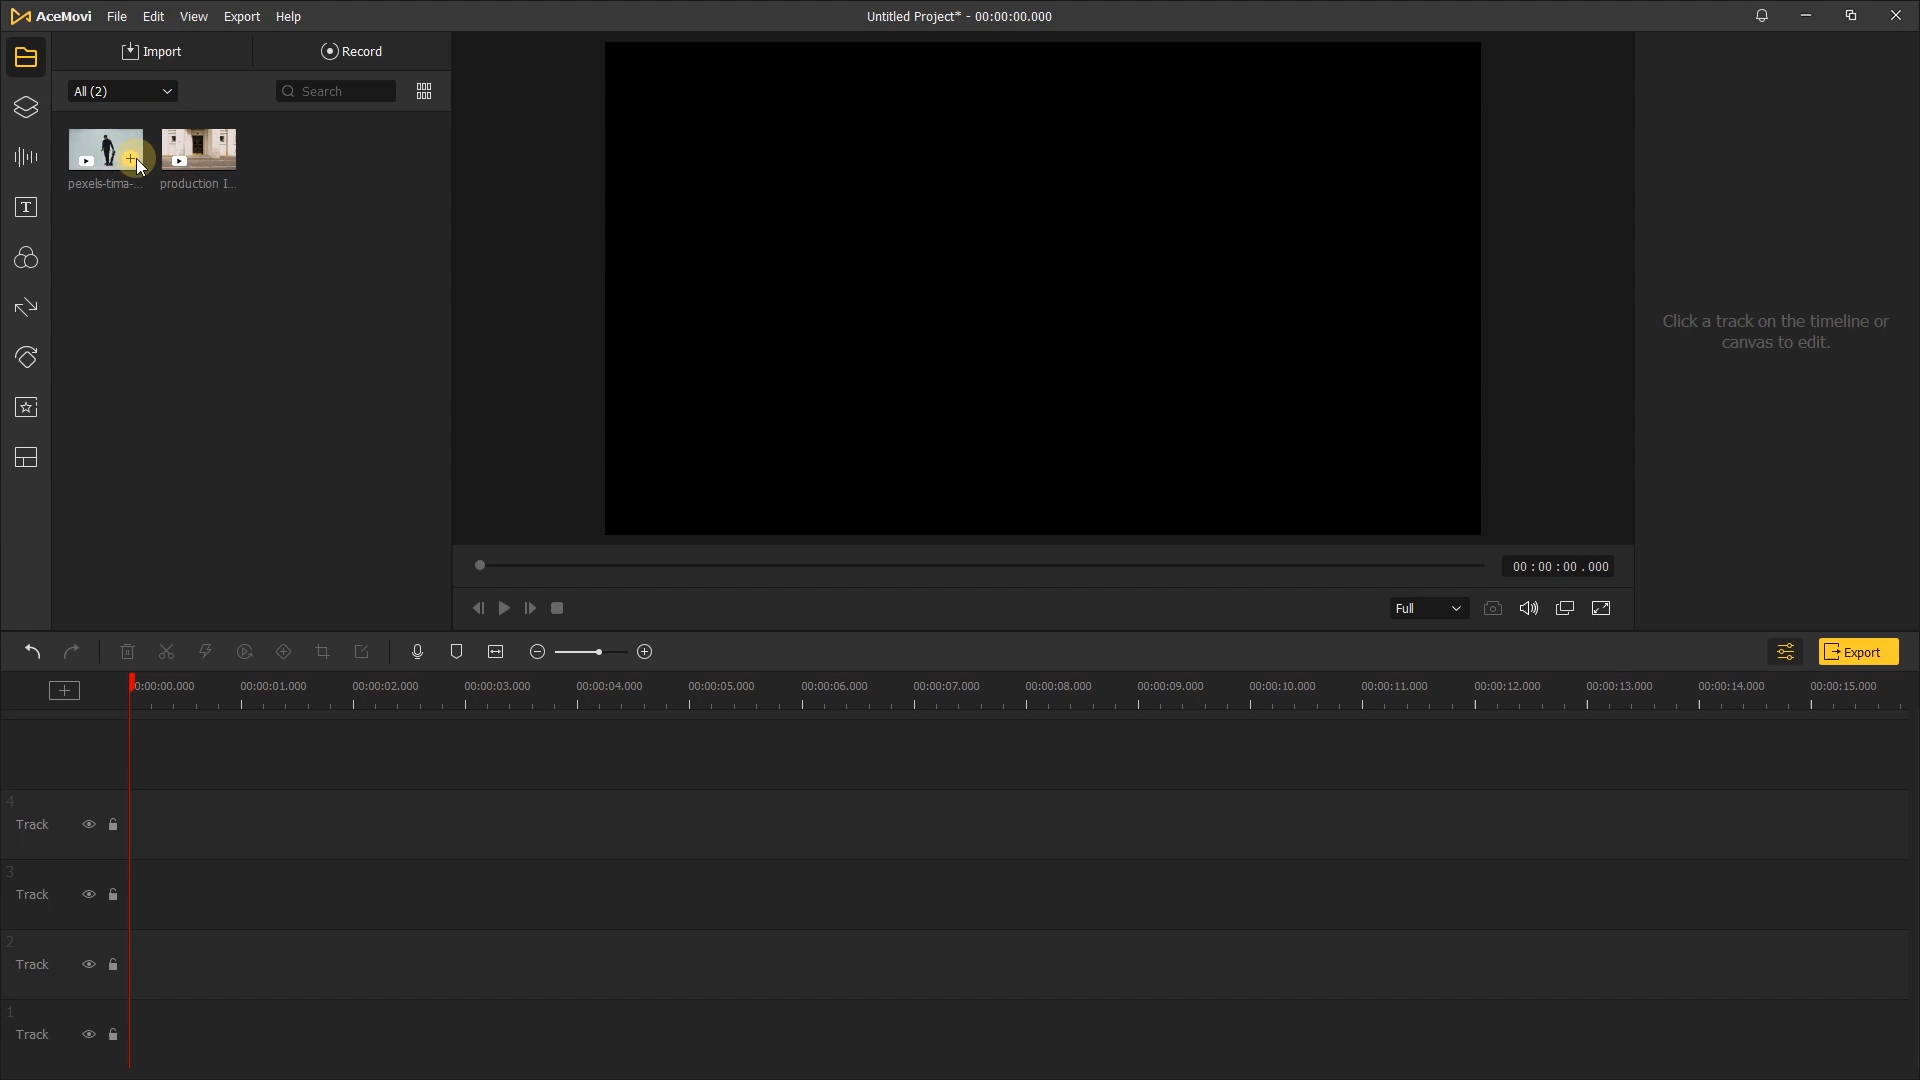 AceMovi File Edit View Export Help
Untitled Project* - 00:00:00.000
Import Record
All (2) Search
pexels-tima-... production I...
Click a track on the timeline or
canvas to edit.
00 : 00 : 00 . 000
Full
Export
0:00:00.000 00:00:01.000 00:00:02.000 00:00:03.000 00:00:04.000 00:00:05.000 00:00:06.000 00:00:07.000 00:00:08.000 00:00:09.000 00:00:10.000 00:00:11.000 00:00:12.000 00:00:13.000 00:00:14.000 00:00:15.000
4
Track
3
Track
2
Track
1
Track